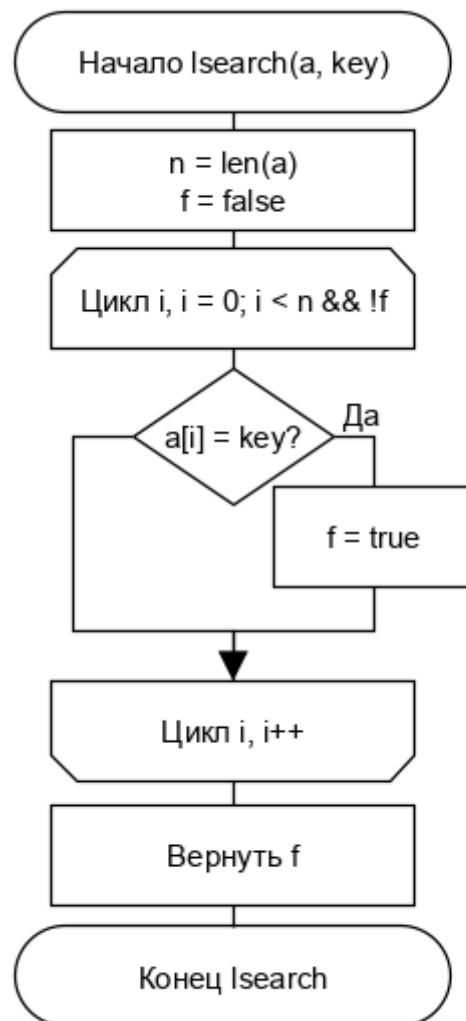 Начало lsearch(a, key)
n = len(a)
f = false
Цикл i, i = 0; i < n && !f
a[i] = key?
Да
f = true
Цикл i, i++
Вернуть f
Конец lsearch